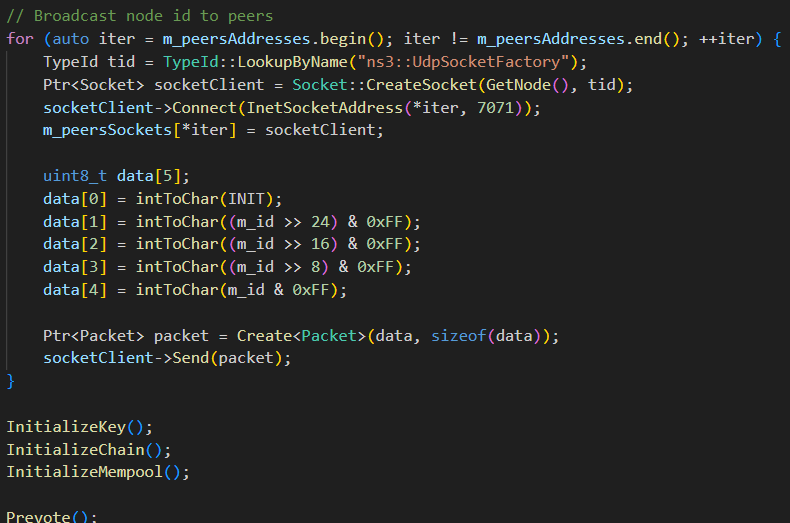 // Broadcast node id to peers
for (auto iter = m_peersAddresses.begin(); iter != m_peersAddresses.end(); ++iter) {
    TypeId tid = TypeId::LookupByName("ns3::UdpSocketFactory");
    Ptr<Socket> socketClient = Socket::CreateSocket(GetNode(), tid);
    socketClient->Connect(InetSocketAddress(*iter, 7071));
    m_peersSockets[*iter] = socketClient;

    uint8_t data[5];
    data[0] = intToChar(INIT);
    data[1] = intToChar((m_id >> 24) & 0xFF);
    data[2] = intToChar((m_id >> 16) & 0xFF);
    data[3] = intToChar((m_id >> 8) & 0xFF);
    data[4] = intToChar(m_id & 0xFF);

    Ptr<Packet> packet = Create<Packet>(data, sizeof(data));
    socketClient->Send(packet);
}

InitializeKey();
InitializeChain();
InitializeMempool();

Prevote();